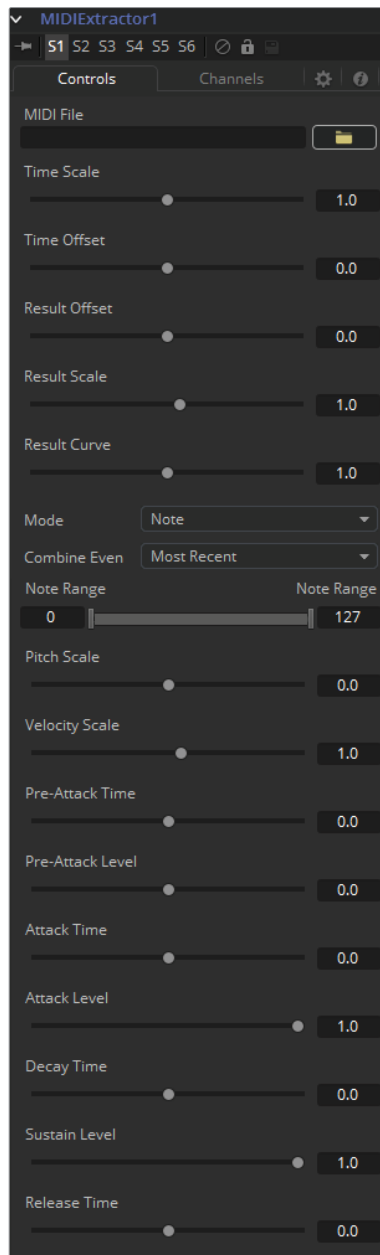 MIDIExtractor1
S1 S2 S3 S4 S5 S6
Controls Channels
MIDI File
Time Scale
1.0
Time Offset
0.0
Result Offset
0.0
Result Scale
1.0
Result Curve
1.0
Mode Note
Combine Even Most Recent
Note Range Note Range
0 127
Pitch Scale
0.0
Velocity Scale
1.0
Pre-Attack Time
0.0
Pre-Attack Level
0.0
Attack Time
0.0
Attack Level
1.0
Decay Time
0.0
Sustain Level
1.0
Release Time
0.0